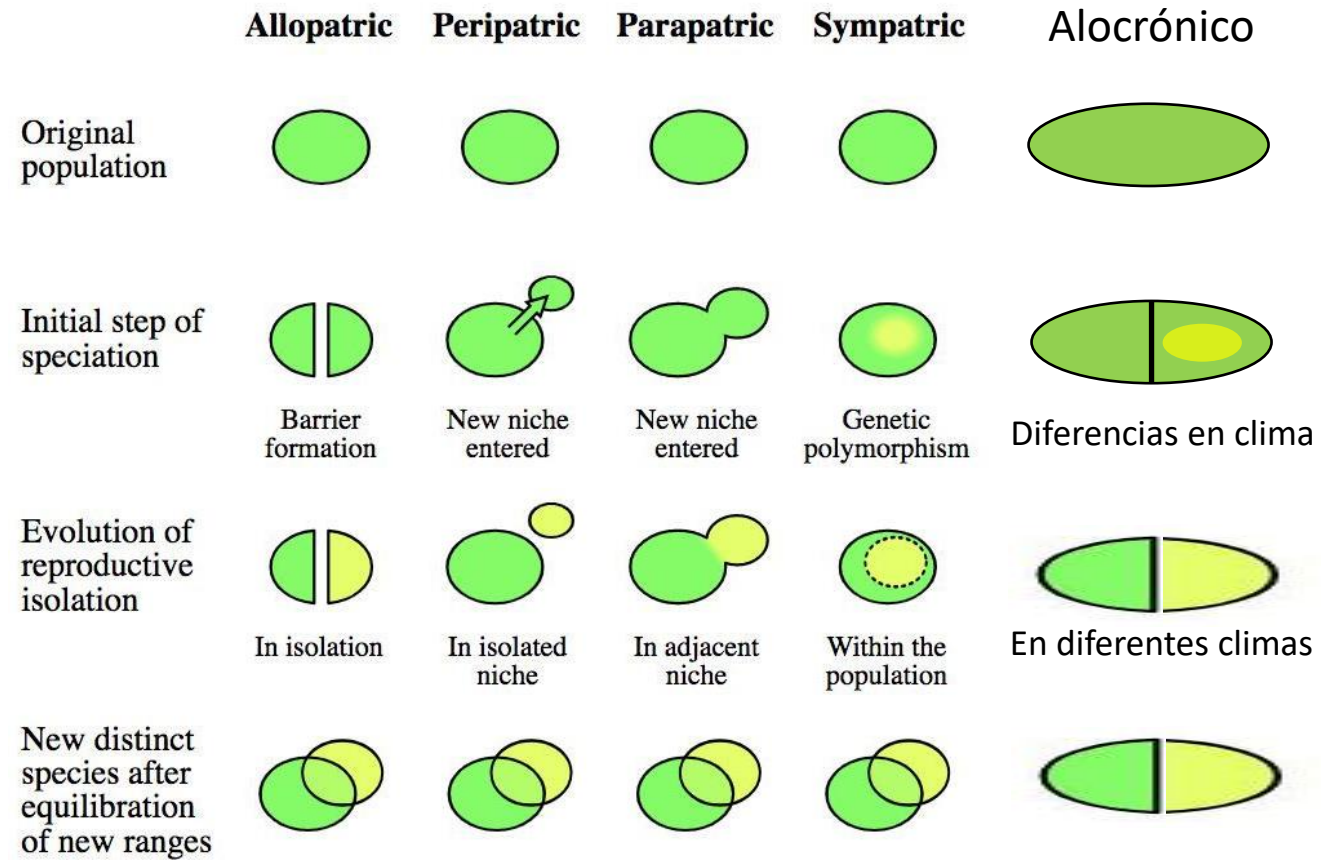 Allopatric Peripatric Parapatric Sympatric Alocrónico
Original
population
Initial step of
speciation
Barrier
formation
New niche
entered
New niche
entered
Genetic
polymorphism
Diferencias en clima
Evolution of
reproductive
isolation
In isolation
In isolated
niche
In adjacent
niche
Within the
population
En diferentes climas
New distinct
species after
equilibration
of new ranges